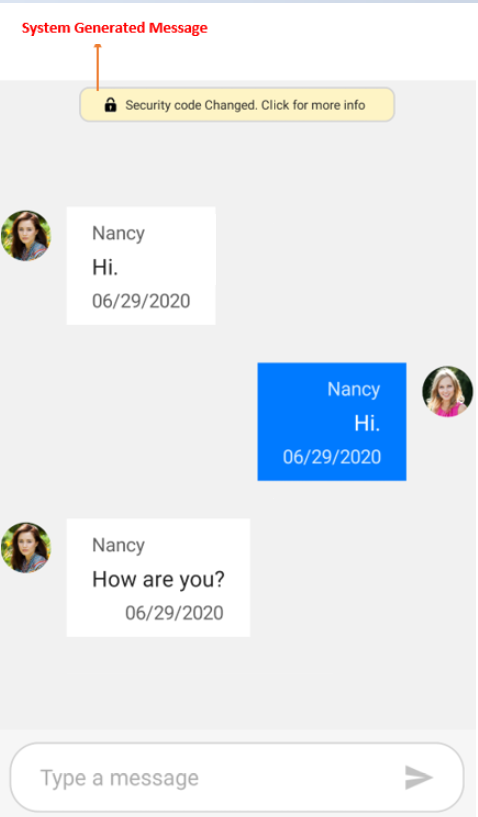 System Generated Message
Security code Changed. Click for more info
Nancy
Hi.
06/29/2020
Nancy
Hi.
06/29/2020
Nancy
How are you?
06/29/2020
Type a message